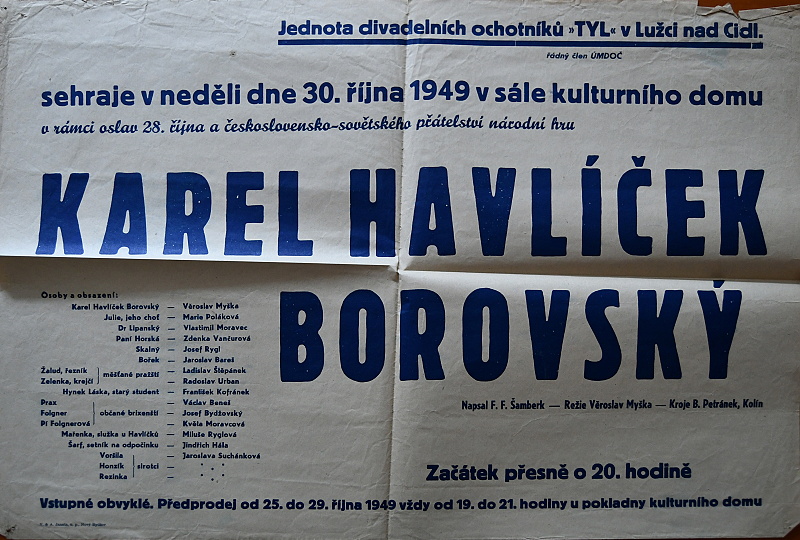 Jednota divadelních ochotníků »TYL« v Lužci nad Cidl.
řádný člen ÚMDOČ
sehraje v neděli dne 30. října 1949 v sále kulturního domu
v rámci oslav 28. října a československo-sovětského přátelství národní hru
KAREL HAVLÍČEK
BOROVSKÝ
Osoby a obsazení:
Karel Havlíček Borovský — Věroslav Myška
Julie, jeho choť — Marie Poláková
Dr Lipanský — Vlastimil Moravec
Paní Horská — Zdenka Vančurová
Skalný — Josef Rygl
Bořek — Jaroslav Bareš
Žalud, řezník — Ladislav Štěpánek
měšťané pražští
Zelenka, krejčí — Radoslav Urban
Hynek Láska, starý student — František Kofránek
Prax — Václav Beneš
Foigner občané brixenští — Josef Bydžovský
Pí Foignerová — Květa Moravcová
Mařenka, služka u Havlíčků — Miluše Ryglová
Šarf, setník na odpočinku — Jindřich Hála
Voršila — Jaroslava Suchánková
Honzík sirotci —
Rozinka —
Napsal F. F. Šamberk — Režie Věroslav Myška — Kroje B. Petránek, Kolín
Začátek přesně o 20. hodině
Vstupné obvyklé. Předprodej od 25. do 29. října 1949 vždy od 19. do 21. hodiny u pokladny kulturního domu